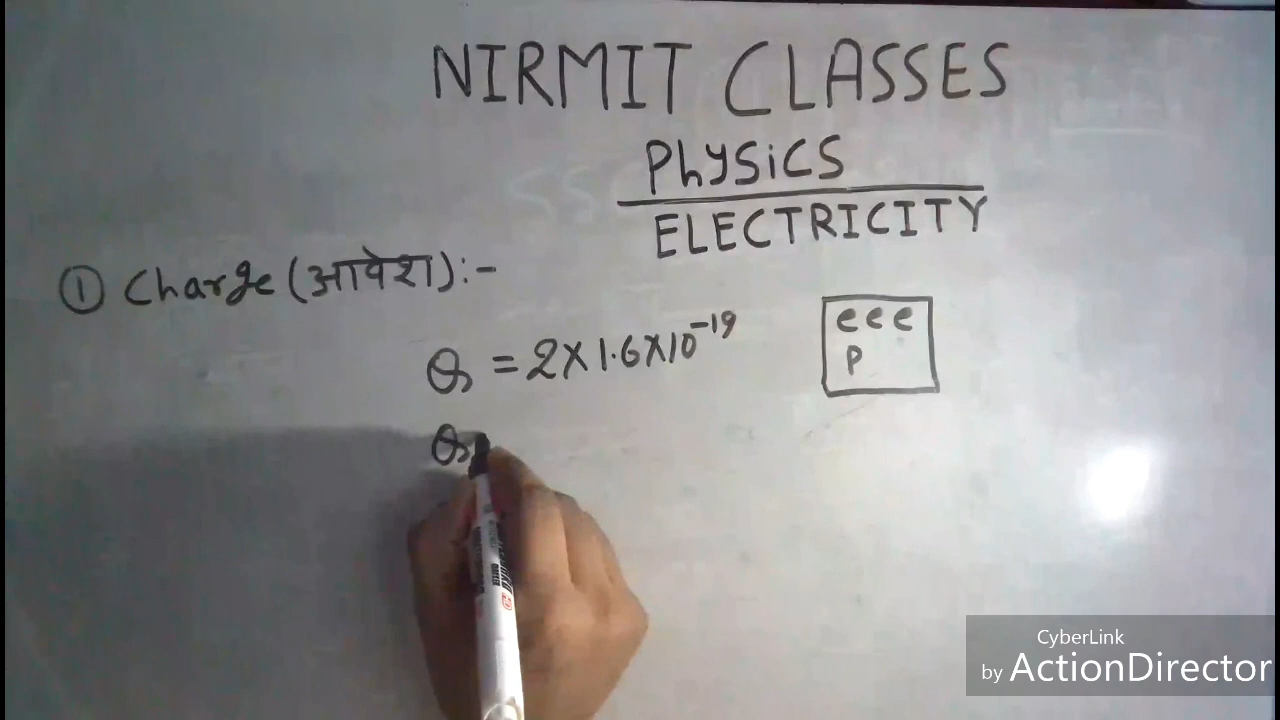 NIRMIT CLASSES
PhySiCS
ELECTRICITY
① Charge (आवेश):-
Q = 2×1.6×10⁻¹⁹
e e e
P
Q
CyberLink
by ActionDirector